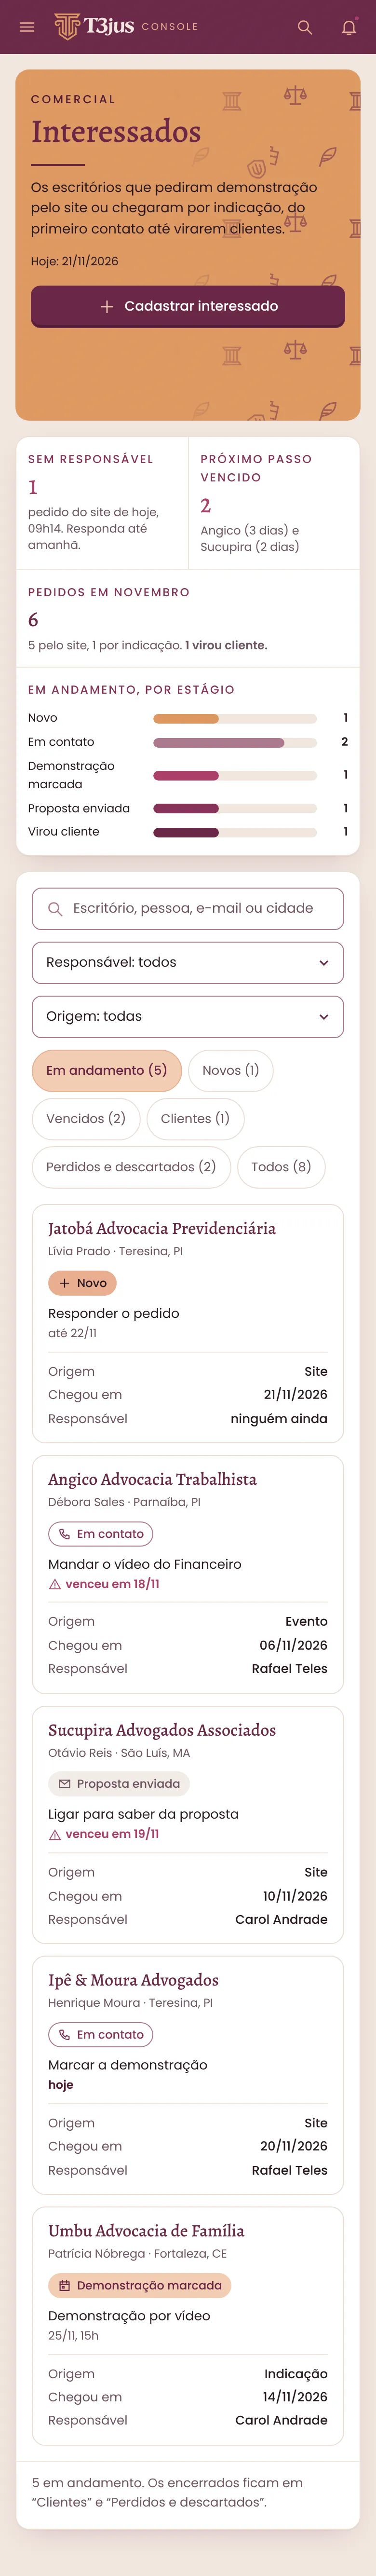 T3jus CONSOLE
COMERCIAL
Interessados
Os escritórios que pediram demonstração
pelo site ou chegaram por indicação, do
primeiro contato até virarem clientes.
Hoje: 21/11/2026
Cadastrar interessado
SEM RESPONSÁVEL
1
pedido do site de hoje,
09h14. Responda até
amanhã.
PRÓXIMO PASSO
VENCIDO
2
Angico (3 dias) e
Sucupira (2 dias)
PEDIDOS EM NOVEMBRO
6
5 pelo site, 1 por indicação. 1 virou cliente.
EM ANDAMENTO, POR ESTÁGIO
Novo 1
Em contato 2
Demonstração
marcada 1
Proposta enviada 1
Virou cliente 1
Escritório, pessoa, e-mail ou cidade
Responsável: todos
Origem: todas
Em andamento (5) Novos (1)
Vencidos (2) Clientes (1)
Perdidos e descartados (2) Todos (8)
Jatobá Advocacia Previdenciária
Lívia Prado · Teresina, PI
Novo
Responder o pedido
até 22/11
Origem Site
Chegou em 21/11/2026
Responsável ninguém ainda
Angico Advocacia Trabalhista
Débora Sales · Parnaíba, PI
Em contato
Mandar o vídeo do Financeiro
venceu em 18/11
Origem Evento
Chegou em 06/11/2026
Responsável Rafael Teles
Sucupira Advogados Associados
Otávio Reis · São Luís, MA
Proposta enviada
Ligar para saber da proposta
venceu em 19/11
Origem Site
Chegou em 10/11/2026
Responsável Carol Andrade
Ipê & Moura Advogados
Henrique Moura · Teresina, PI
Em contato
Marcar a demonstração
hoje
Origem Site
Chegou em 20/11/2026
Responsável Rafael Teles
Umbu Advocacia de Família
Patrícia Nóbrega · Fortaleza, CE
Demonstração marcada
Demonstração por vídeo
25/11, 15h
Origem Indicação
Chegou em 14/11/2026
Responsável Carol Andrade
5 em andamento. Os encerrados ficam em
“Clientes” e “Perdidos e descartados”.